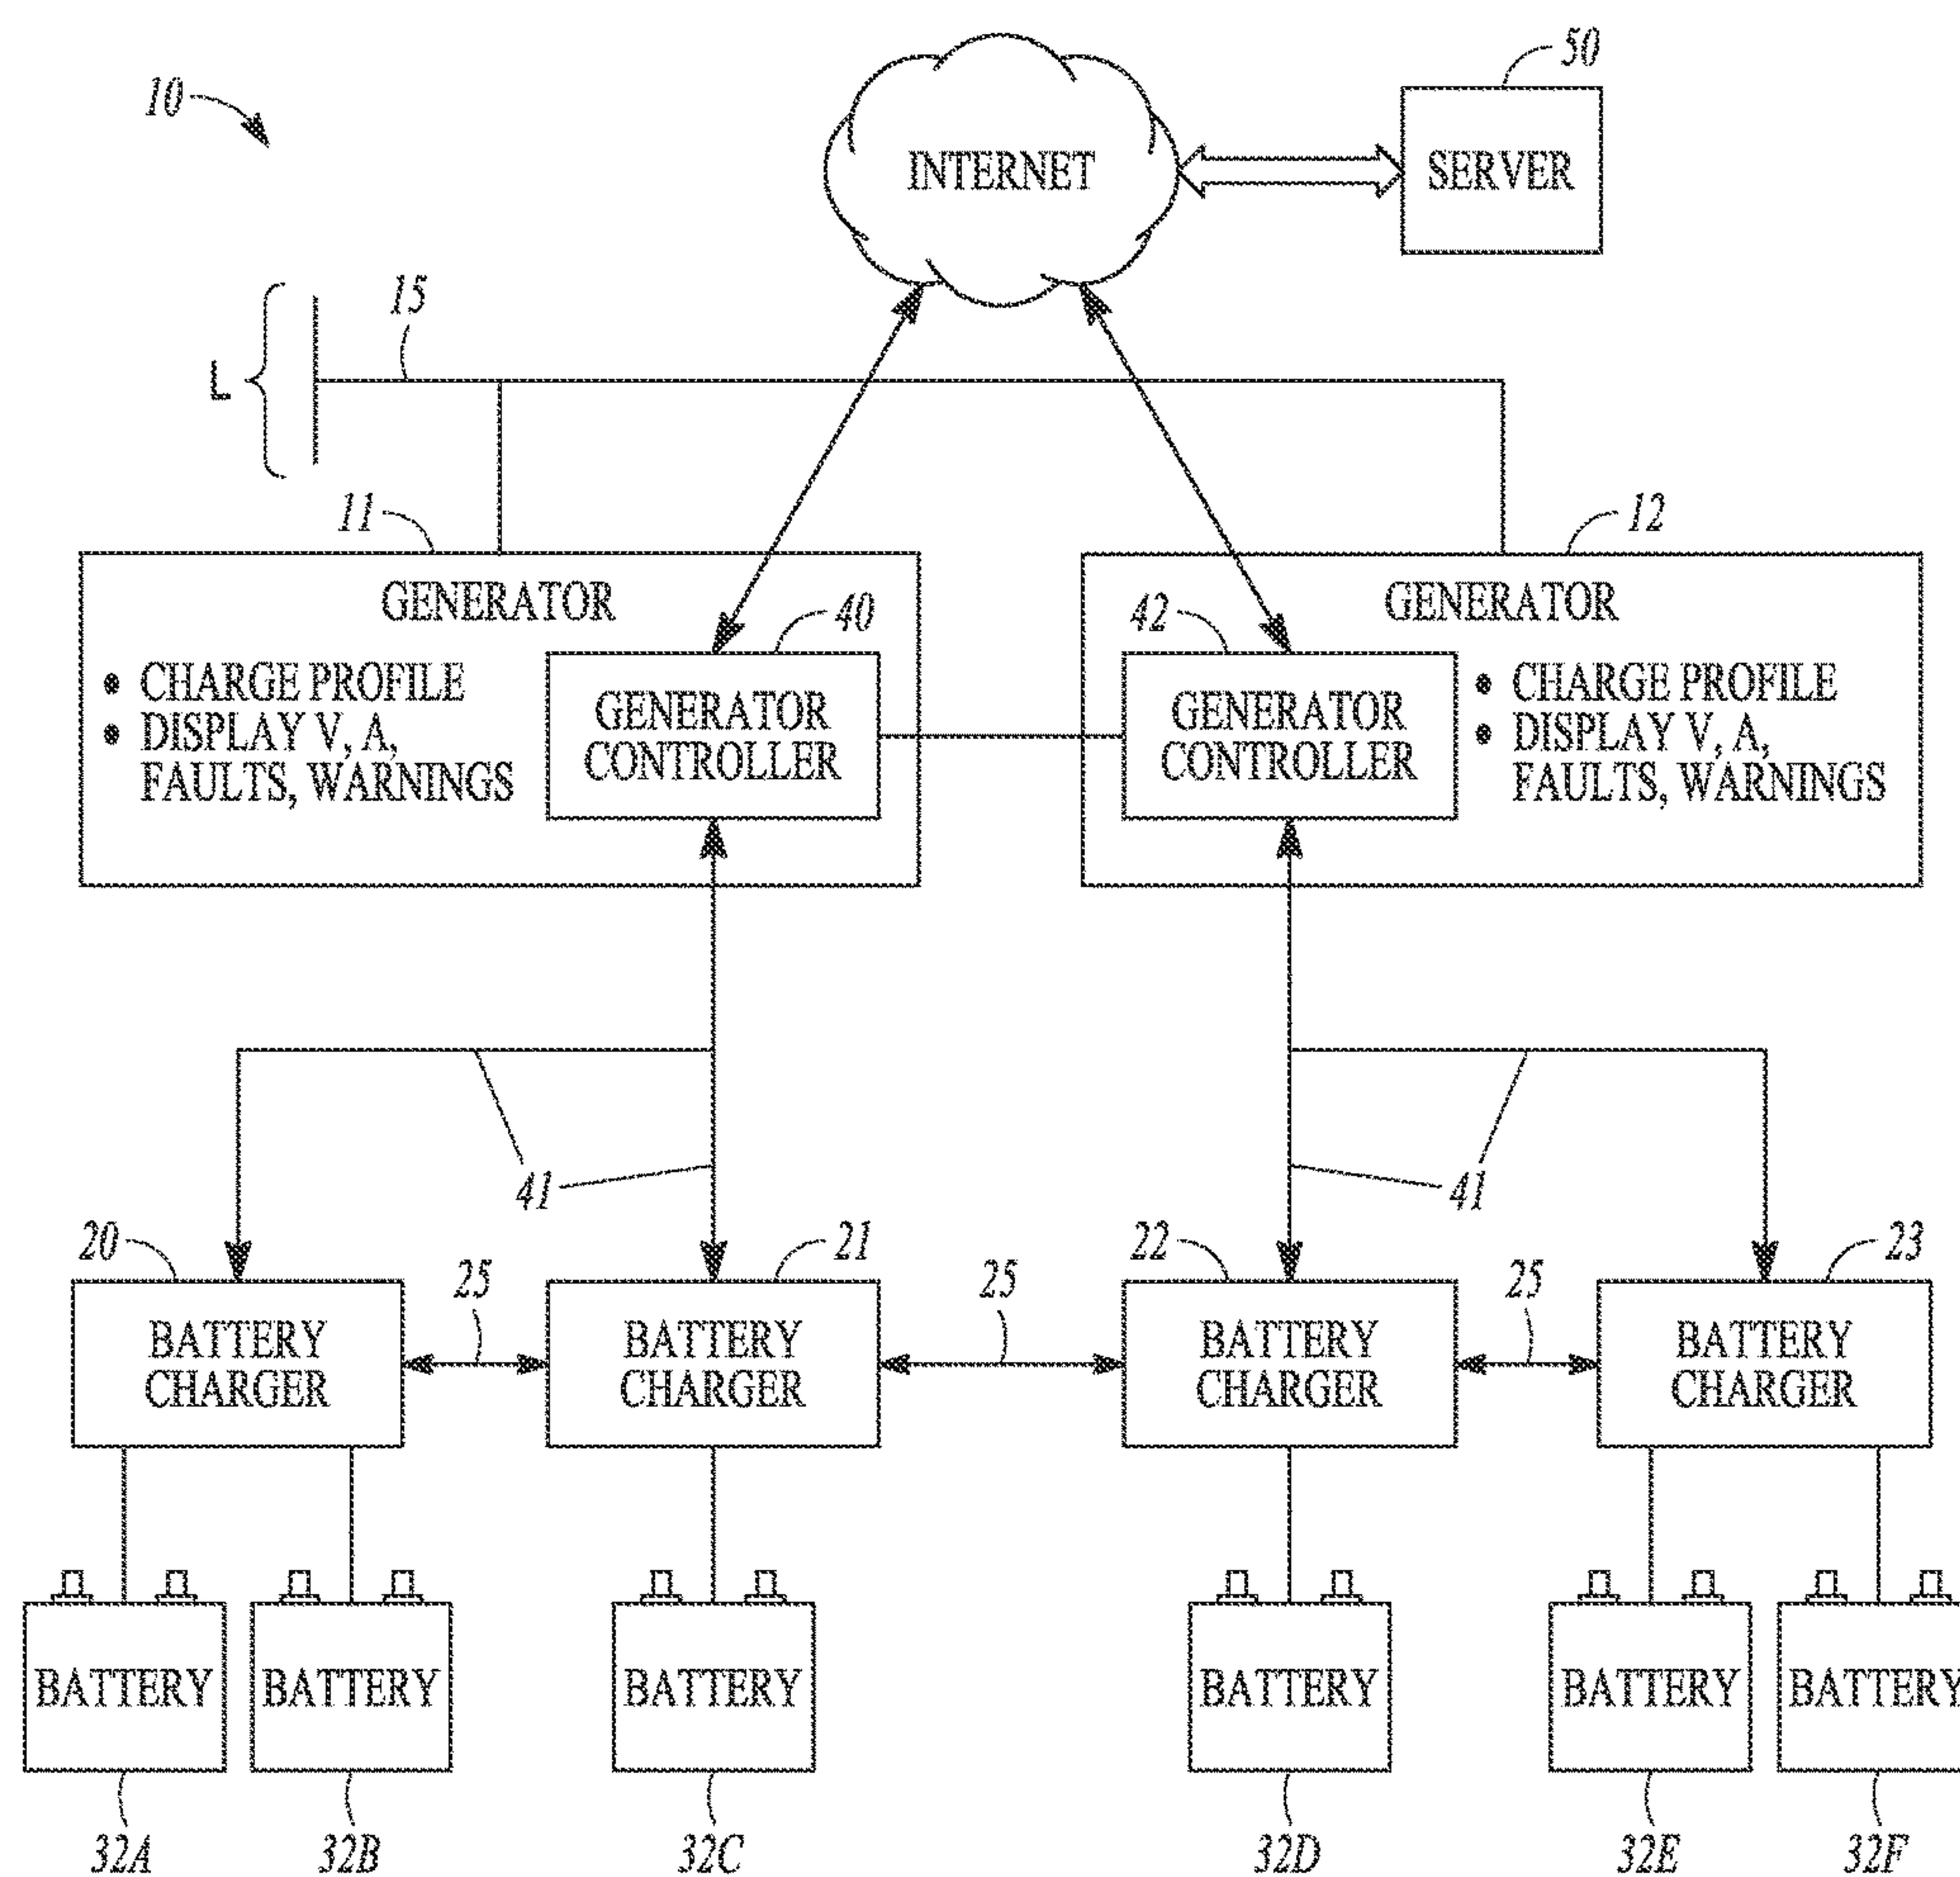 10
50
INTERNET
SERVER
15
L
11
12
GENERATOR
GENERATOR
40
42
• CHARGE PROFILE
• DISPLAY V, A,
FAULTS, WARNINGS
GENERATOR
CONTROLLER
GENERATOR
CONTROLLER
• CHARGE PROFILE
• DISPLAY V, A,
FAULTS, WARNINGS
41
41
20
21
22
23
25
25
25
BATTERY
CHARGER
BATTERY
CHARGER
BATTERY
CHARGER
BATTERY
CHARGER
BATTERY
BATTERY
BATTERY
BATTERY
BATTERY
BATTERY
32A
32B
32C
32D
32E
32F